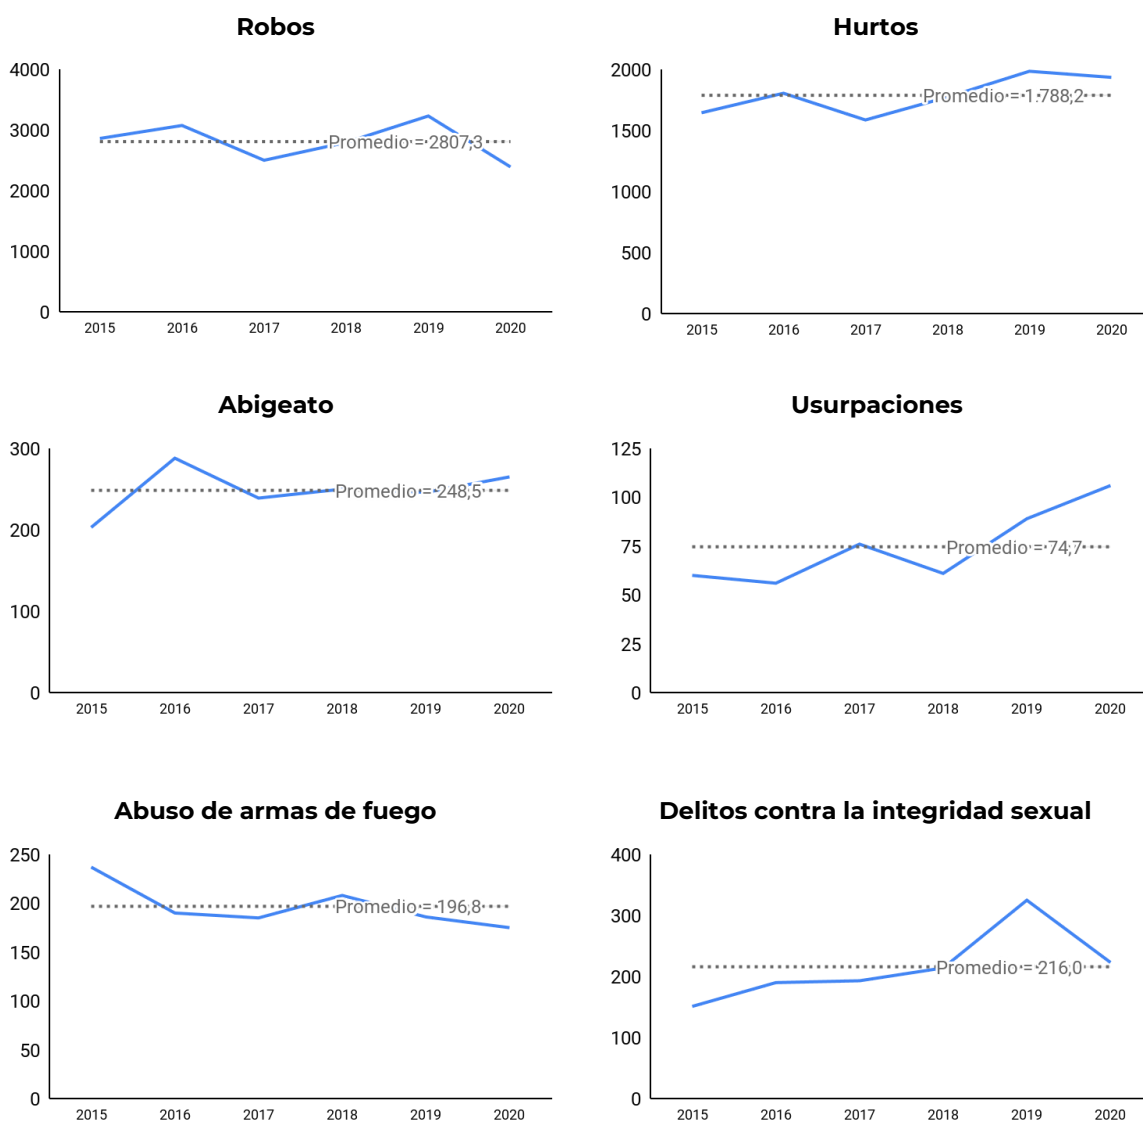 Robos
4000
3000
2000
1000
0
Promedio = 2807,3
2015 2016 2017 2018 2019 2020
Hurtos
2000
1500
1000
500
0
Promedio = 1.788,2
2015 2016 2017 2018 2019 2020
Abigeato
300
200
100
0
Promedio = 248,5
2015 2016 2017 2018 2019 2020
Usurpaciones
125
100
75
50
25
0
Promedio = 74,7
2015 2016 2017 2018 2019 2020
Abuso de armas de fuego
250
200
150
100
50
0
Promedio = 196,8
2015 2016 2017 2018 2019 2020
Delitos contra la integridad sexual
400
300
200
100
0
Promedio = 216,0
2015 2016 2017 2018 2019 2020